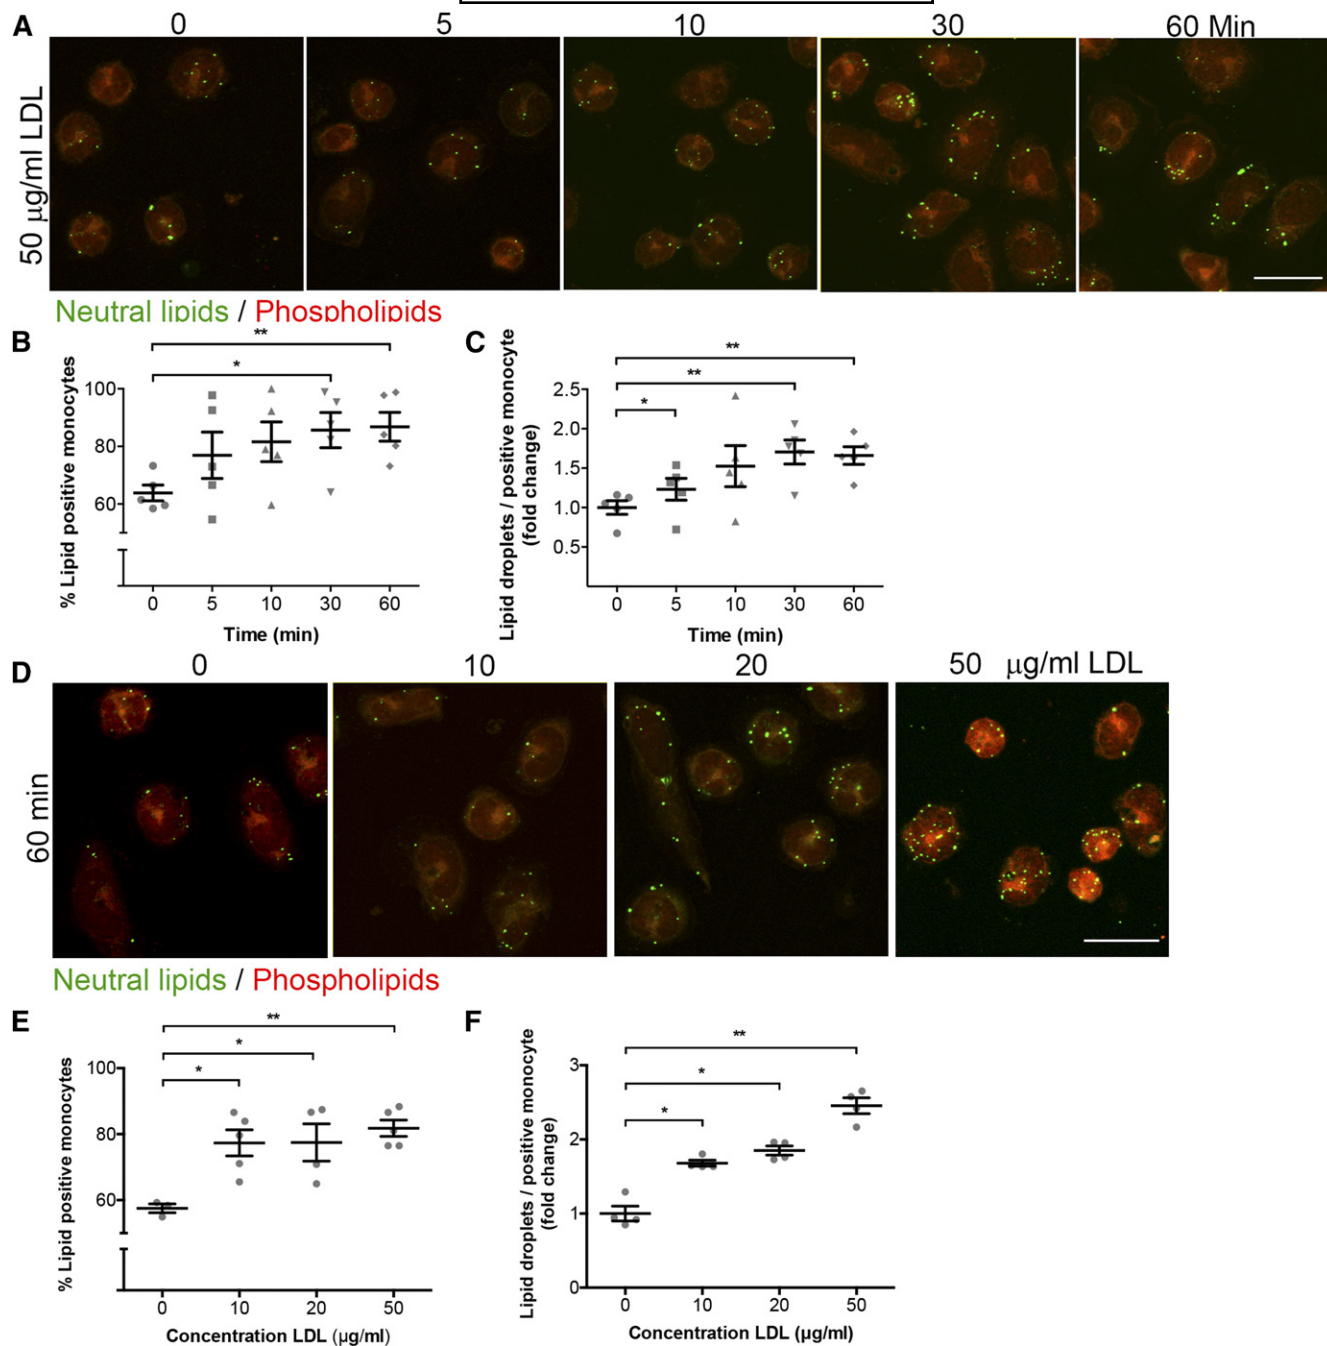 A
0 5 10 30 60 Min
50 μg/ml LDL
Neutral lipids / Phospholipids
B
**
*
% Lipid positive monocytes
100
80
60
0 5 10 30 60
Time (min)
C
**
**
*
Lipid droplets / positive monocyte
(fold change)
2.5
2.0
1.5
1.0
0.5
0 5 10 30 60
Time (min)
D
0 10 20 50 μg/ml LDL
60 min
Neutral lipids / Phospholipids
E
**
*
*
% Lipid positive monocytes
100
80
60
0 10 20 50
Concentration LDL (μg/ml)
F
**
*
*
Lipid droplets / positive monocyte
(fold change)
3
2
1
0
0 10 20 50
Concentration LDL (μg/ml)